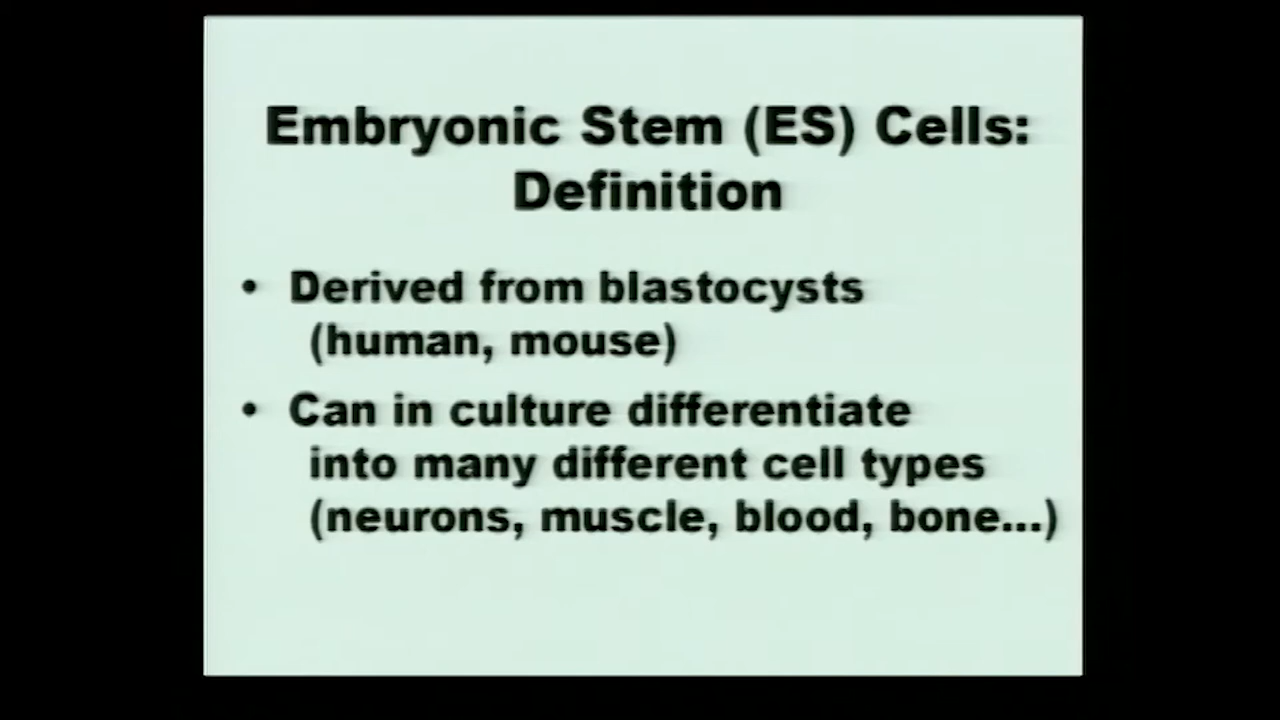 Embryonic Stem (ES) Cells:
Definition
• Derived from blastocysts
(human, mouse)
• Can in culture differentiate
into many different cell types
(neurons, muscle, blood, bone...)